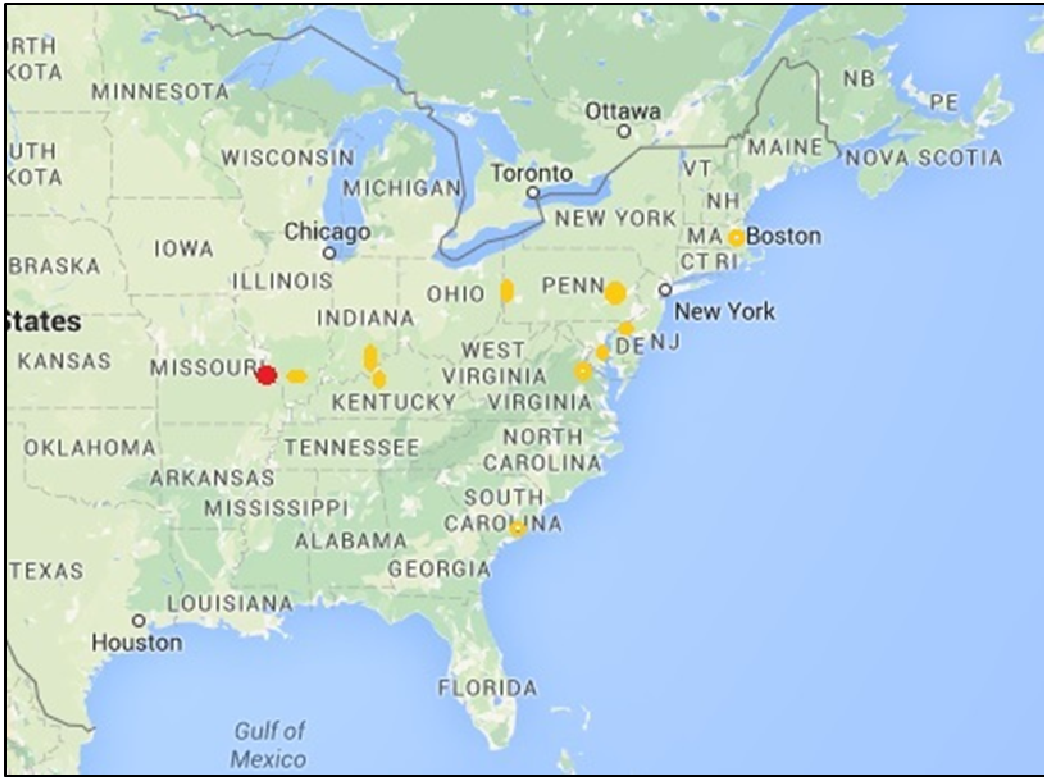 RTH
KOTA
MINNESOTA
Ottawa
NB
PE
MAINE
NOVA SCOTIA
UTH
KOTA
WISCONSIN
MICHIGAN
Toronto
VT
NH
NEW YORK
MA
Boston
IOWA
Chicago
CT RI
BRASKA
ILLINOIS
OHIO
PENN
New York
States
INDIANA
KANSAS
MISSOURI
WEST
VIRGINIA
DE
NJ
KENTUCKY
VIRGINIA
OKLAHOMA
TENNESSEE
NORTH
CAROLINA
ARKANSAS
MISSISSIPPI
SOUTH
CAROLINA
ALABAMA
TEXAS
GEORGIA
LOUISIANA
Houston
FLORIDA
Gulf of
Mexico